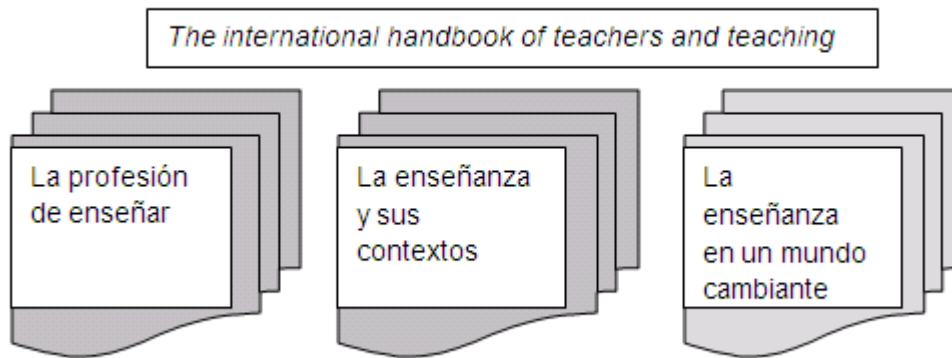 The international handbook of teachers and teaching
La profesión
de enseñar
La enseñanza
y sus
contextos
La
enseñanza
en un mundo
cambiante